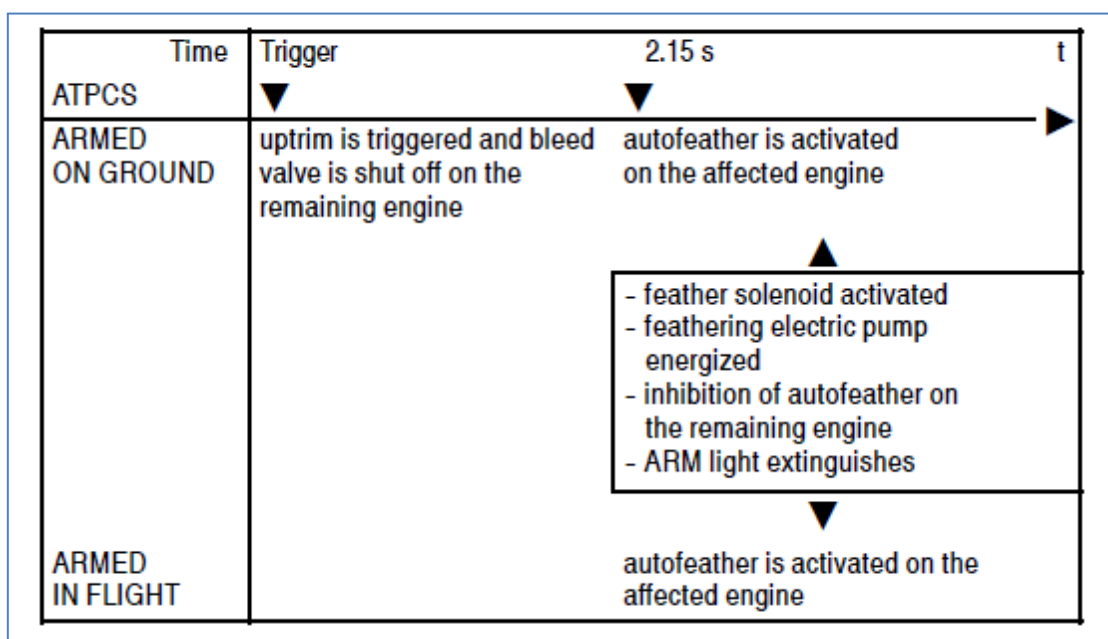 Time Trigger 2.15 s t
ATPCS
ARMED
ON GROUND
uptrim is triggered and bleed
valve is shut off on the
remaining engine
autofeather is activated
on the affected engine
- feather solenoid activated
- feathering electric pump
energized
- inhibition of autofeather on
the remaining engine
- ARM light extinguishes
ARMED
IN FLIGHT
autofeather is activated on the
affected engine